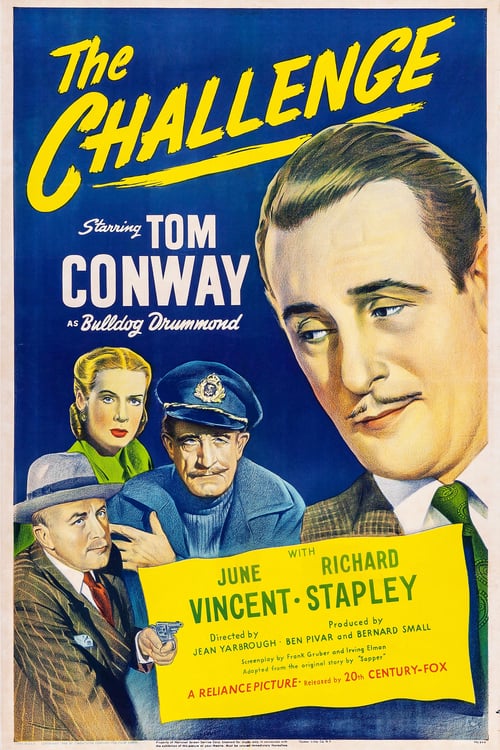 The
CHALLENGE
Starring TOM
CONWAY
AS Bulldog Drummond
WITH
JUNE RICHARD
VINCENT · STAPLEY
Directed by Produced by
JEAN YARBROUGH · BEN PIVAR and BERNARD SMALL
Screenplay by Frank Gruber and Irving Elman
Adapted from the original story by "Sapper"
A RELIANCE PICTURE · Released by 20th CENTURY-FOX